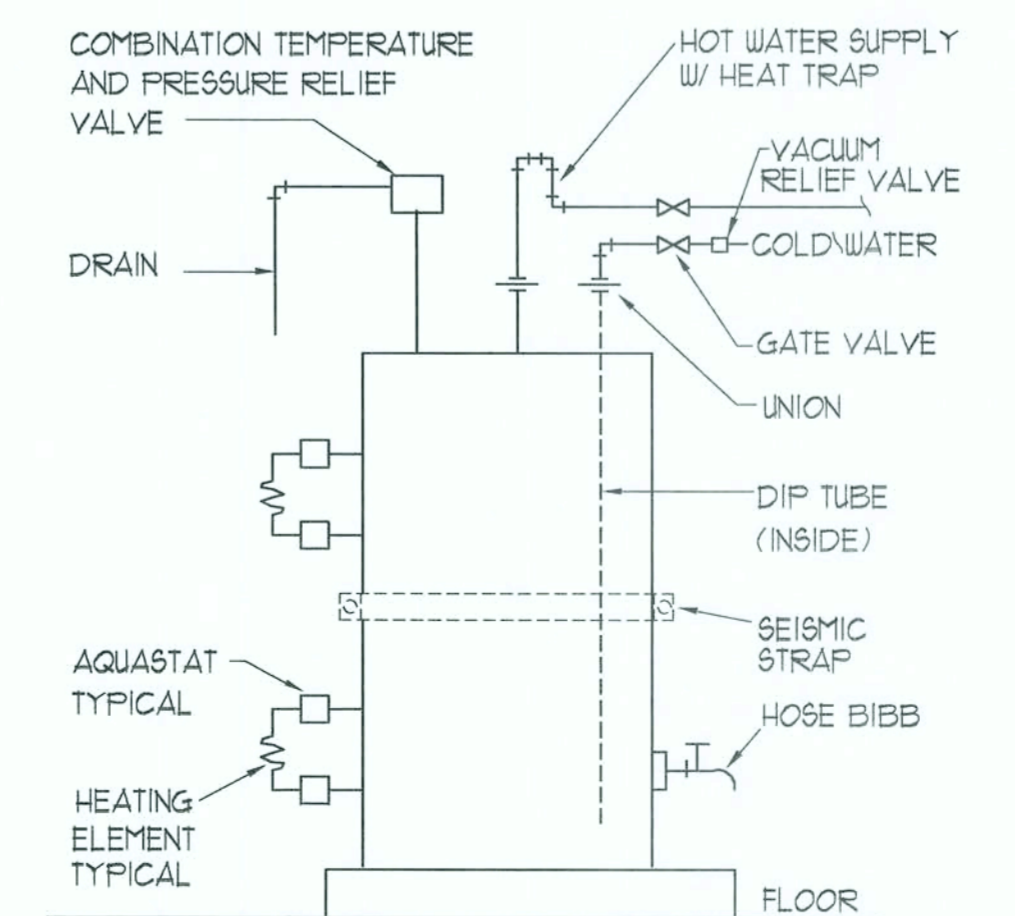 COMBINATION TEMPERATURE
AND PRESSURE RELIEF
VALVE
HOT WATER SUPPLY
W/ HEAT TRAP
VACUUM
RELIEF VALVE
DRAIN
COLD\WATER
GATE VALVE
UNION
DIP TUBE
(INSIDE)
SEISMIC
STRAP
AQUASTAT
TYPICAL
HOSE BIBB
HEATING
ELEMENT
TYPICAL
FLOOR